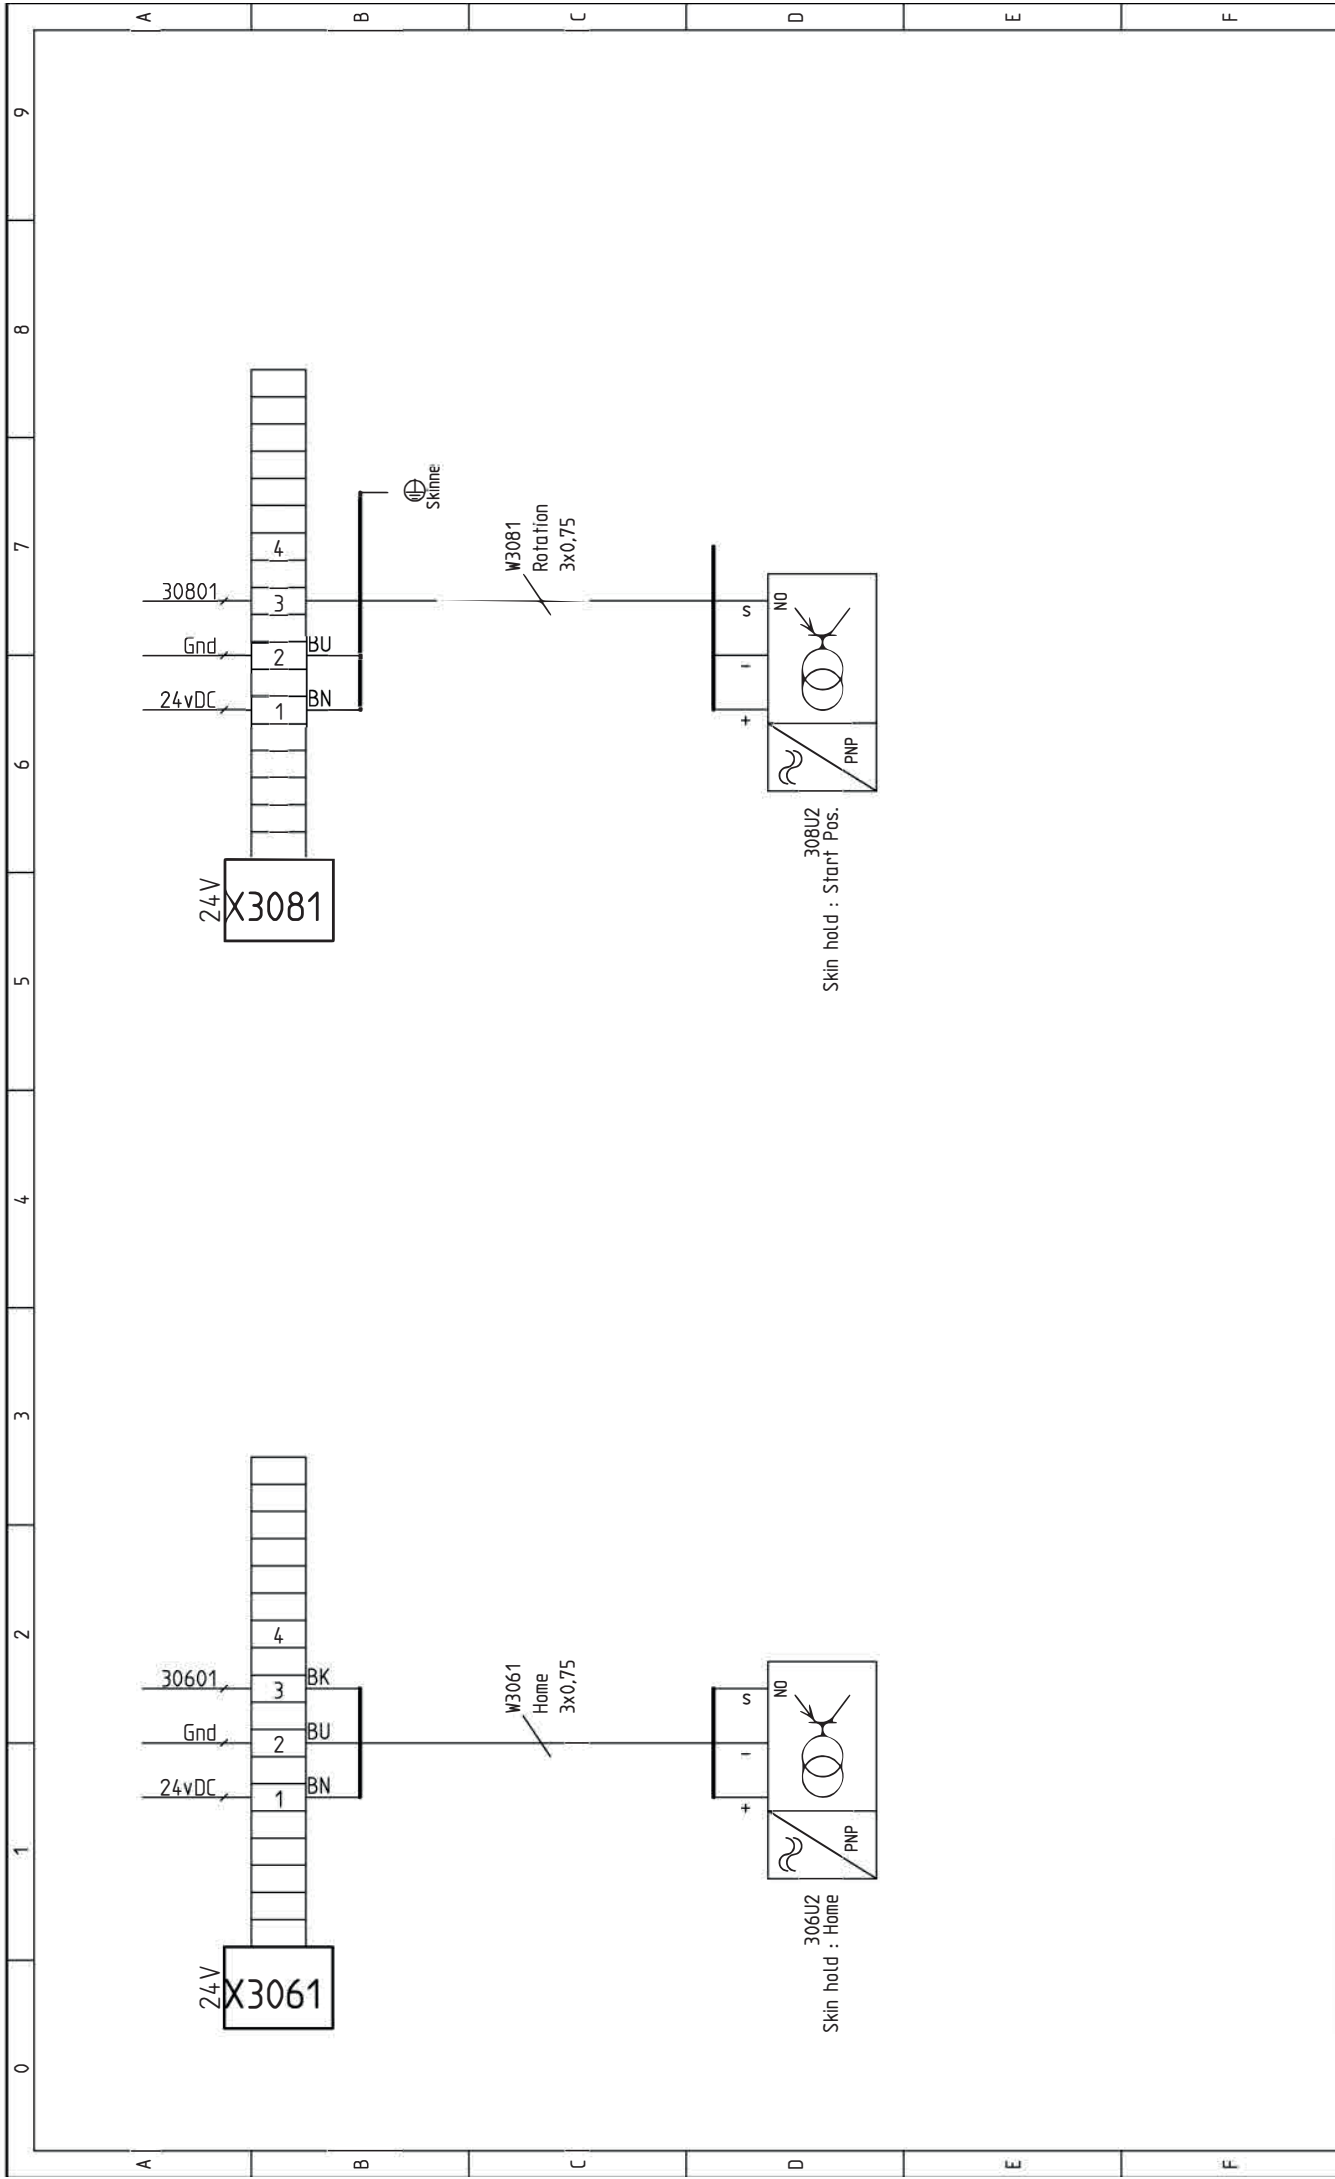 A
B
C
D
E
F
9
8
7
6
5
4
3
2
1
0
30801
Gnd
24vDC
4
3
2
1
BU
BN
24V
X3081
Skinne
W3081
Rotation
3x0,75
S
-
+
NO
PNP
308U2
Skin hold : Start Pos.
30601
Gnd
24vDC
4
3
2
1
BK
BU
BN
24V
X3061
W3061
Home
3x0,75
S
-
+
NO
PNP
306U2
Skin hold : Home
A
B
C
D
E
F